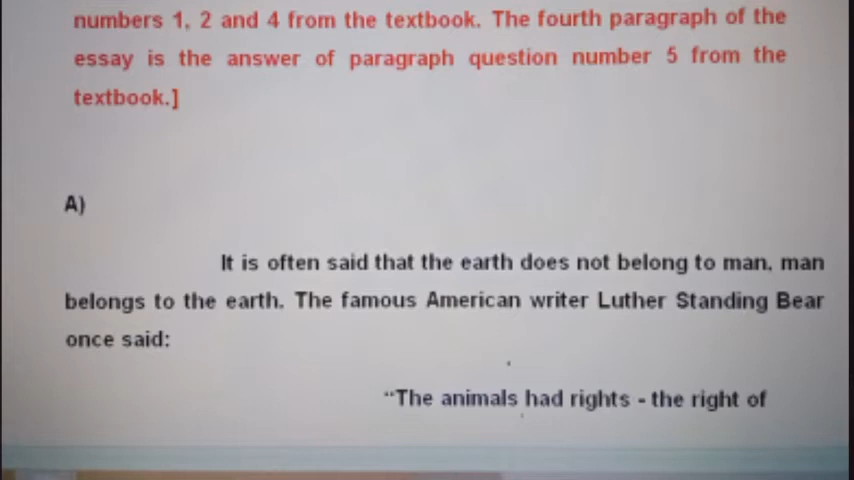 numbers 1, 2 and 4 from the textbook. The fourth paragraph of the
essay is the answer of paragraph question number 5 from the
textbook.]
A)
It is often said that the earth does not belong to man, man
belongs to the earth. The famous American writer Luther Standing Bear
once said:
“The animals had rights - the right of